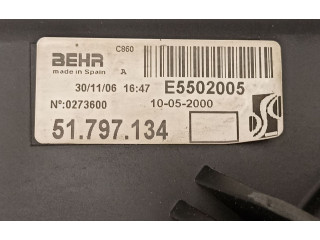 BEHR C860
made in Spain A
30/11/06 16:47 E5502005
Nº:0273600 10-05-2000
51.797.134